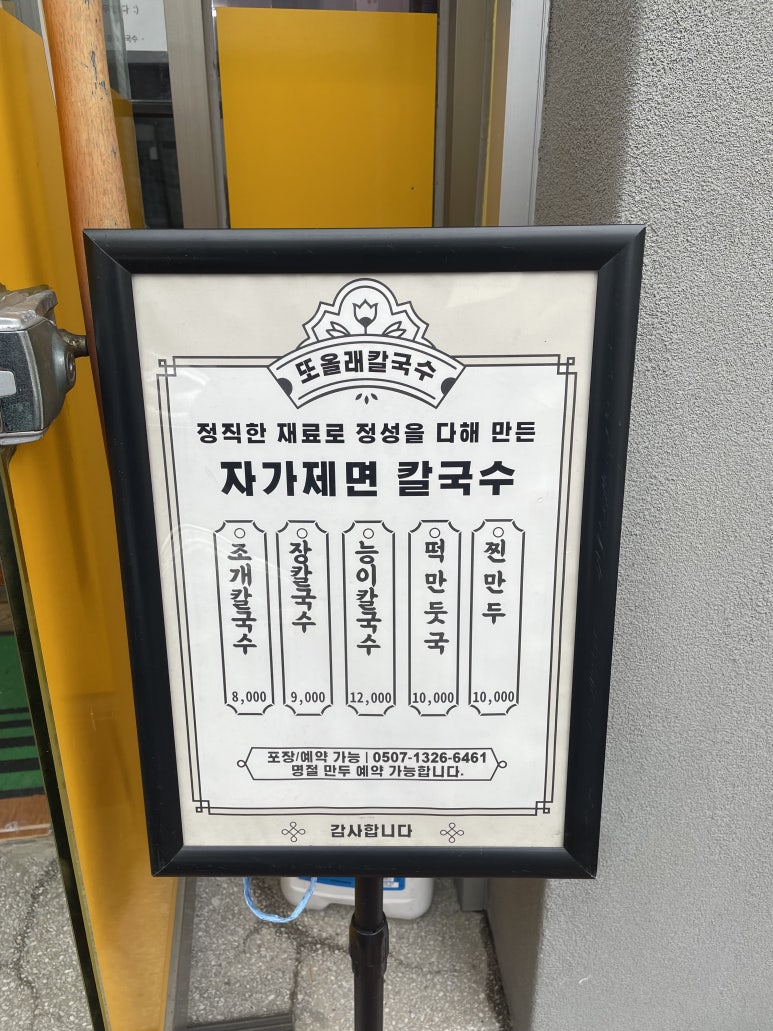 또올래칼국수
정직한 재료로 정성을 다해 만든
자가제면 칼국수
조개칼국수
8,000
장칼국수
9,000
능이칼국수
12,000
떡만둣국
10,000
찐만두
10,000
포장/예약 가능 | 0507-1326-6461
명절 만두 예약 가능합니다.
감사합니다